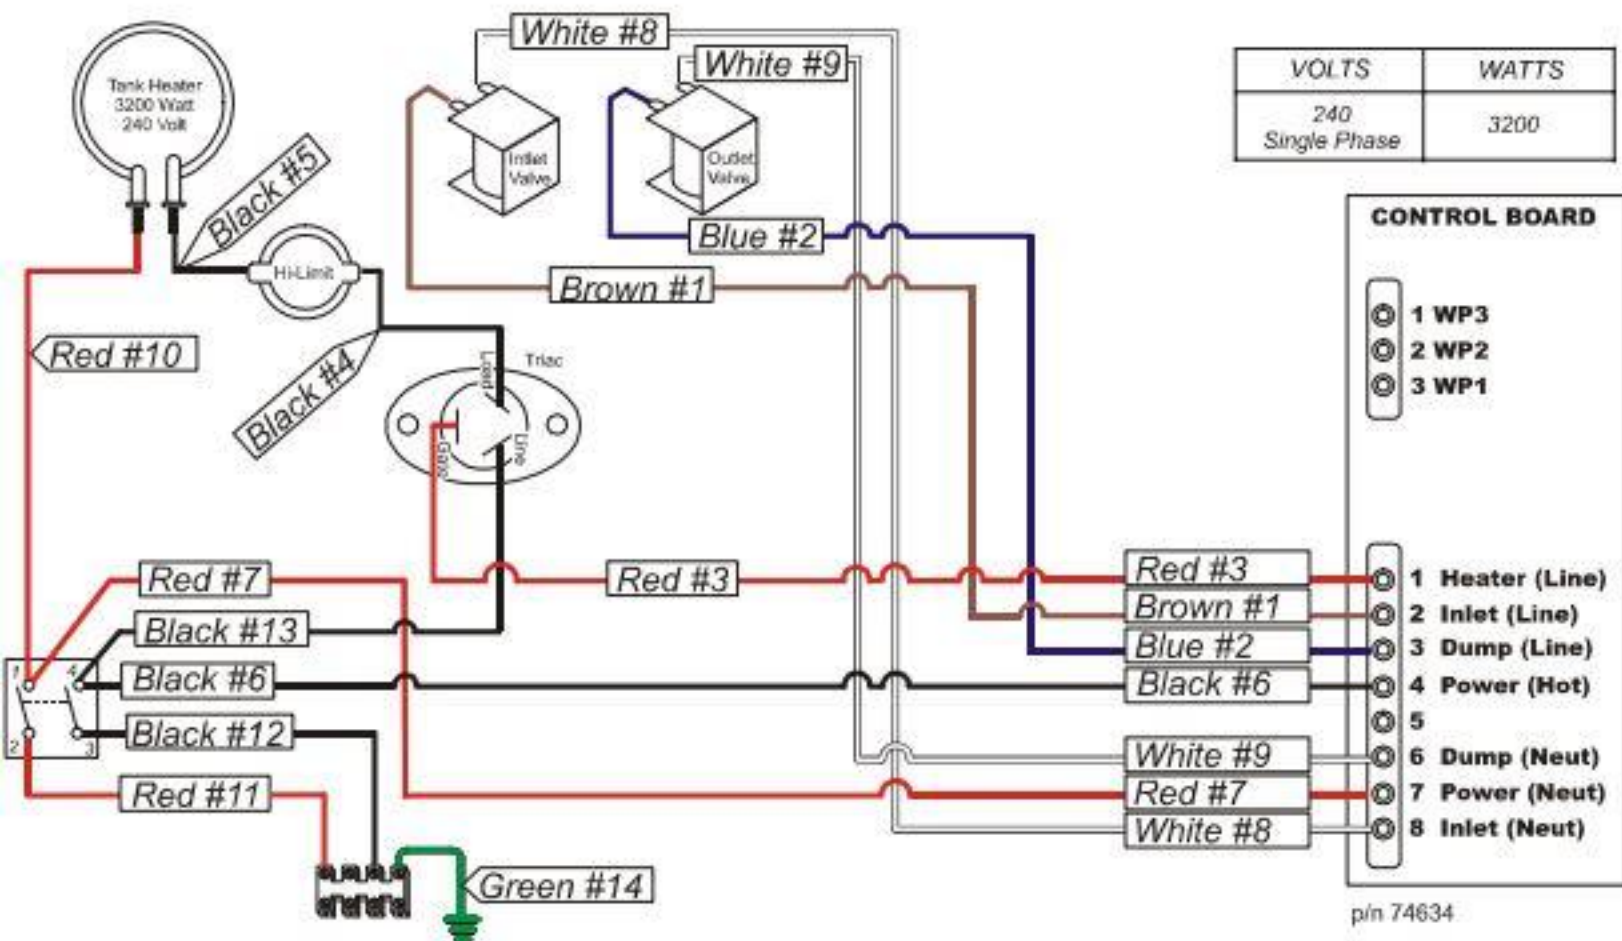 White #8
White #9
VOLTS WATTS
240
Single Phase
3200
Tank Heater
3200 Watt
240 Volt
Black #5
Inlet
Valve
Outlet
Valve
CONTROL BOARD
Blue #2
Hi-Limit
Brown #1
1 WP3
2 WP2
3 WP1
Red #10
Black #4
Triac
Load
Gate
Line
Red #7
Red #3
Red #3
1 Heater (Line)
Brown #1
2 Inlet (Line)
Black #13
Blue #2
3 Dump (Line)
1 4
Black #6
Black #6
4 Power (Hot)
5
2 3
Black #12
White #9
6 Dump (Neut)
Red #11
Red #7
7 Power (Neut)
White #8
8 Inlet (Neut)
Green #14
p/n 74634